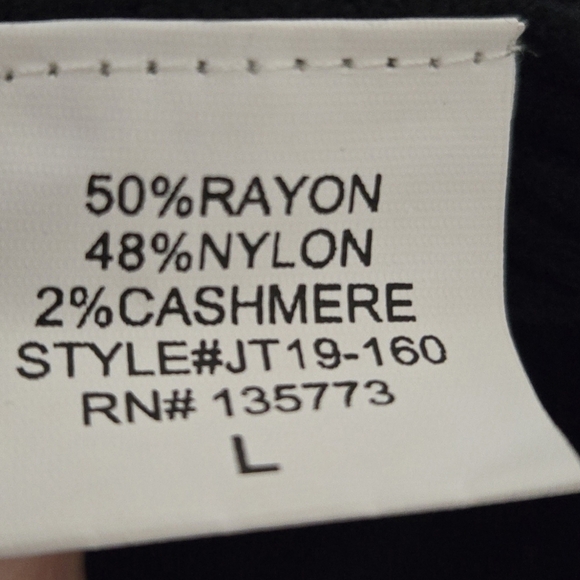 50%RAYON
48%NYLON
2%CASHMERE
STYLE#JT19-160
RN# 135773
L